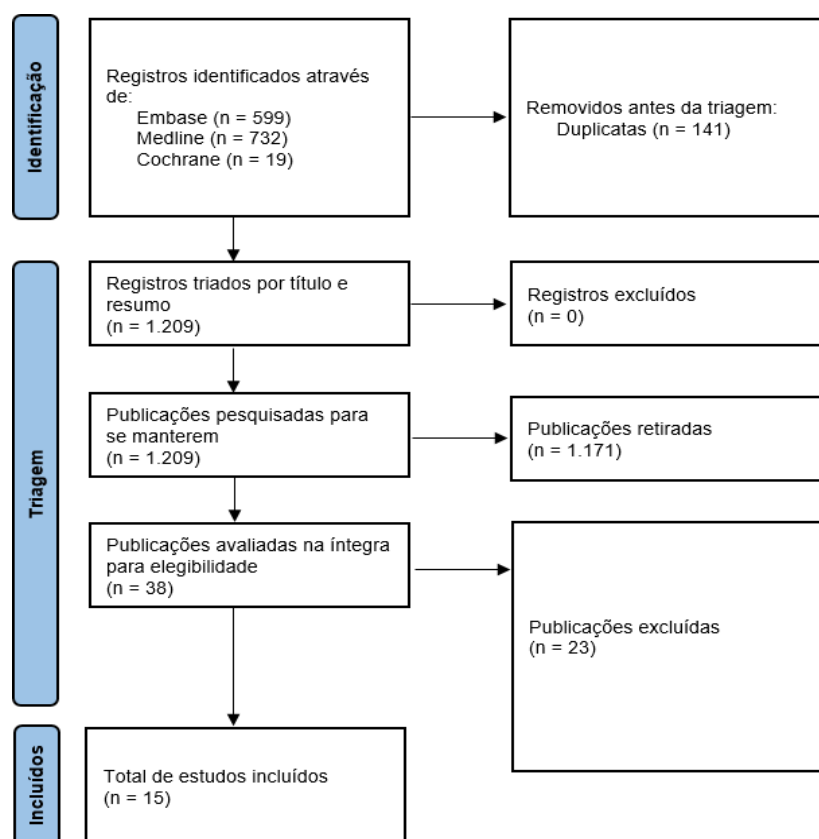 Identificação
Registros identificados através
de:
Embase (n = 599)
Medline (n = 732)
Cochrane (n = 19)
Removidos antes da triagem:
Duplicatas (n = 141)
Triagem
Registros triados por título e
resumo
(n = 1.209)
Registros excluídos
(n = 0)
Publicações pesquisadas para
se manterem
(n = 1.209)
Publicações retiradas
(n = 1.171)
Publicações avaliadas na íntegra
para elegibilidade
(n = 38)
Publicações excluídas
(n = 23)
Incluídos
Total de estudos incluídos
(n = 15)